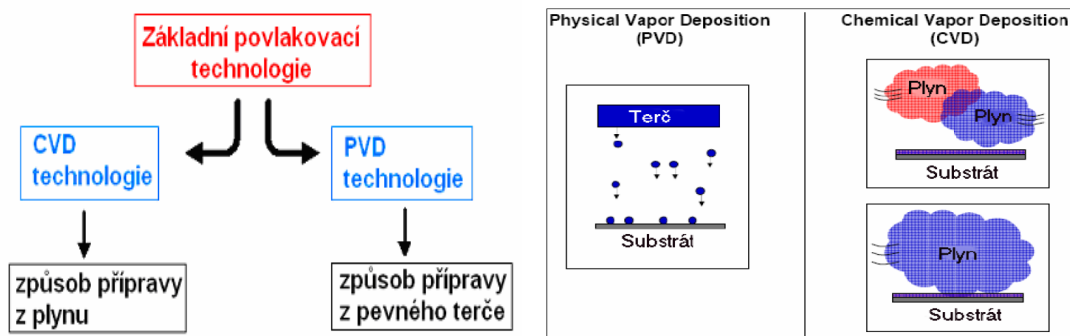 Základní povlakovací
technologie
CVD
technologie
PVD
technologie
způsob přípravy
z plynu
způsob přípravy
z pevného terče
Physical Vapor Deposition
(PVD)
Terč
Substrát
Chemical Vapor Deposition
(CVD)
Plyn
Plyn
Substrát
Plyn
Substrát